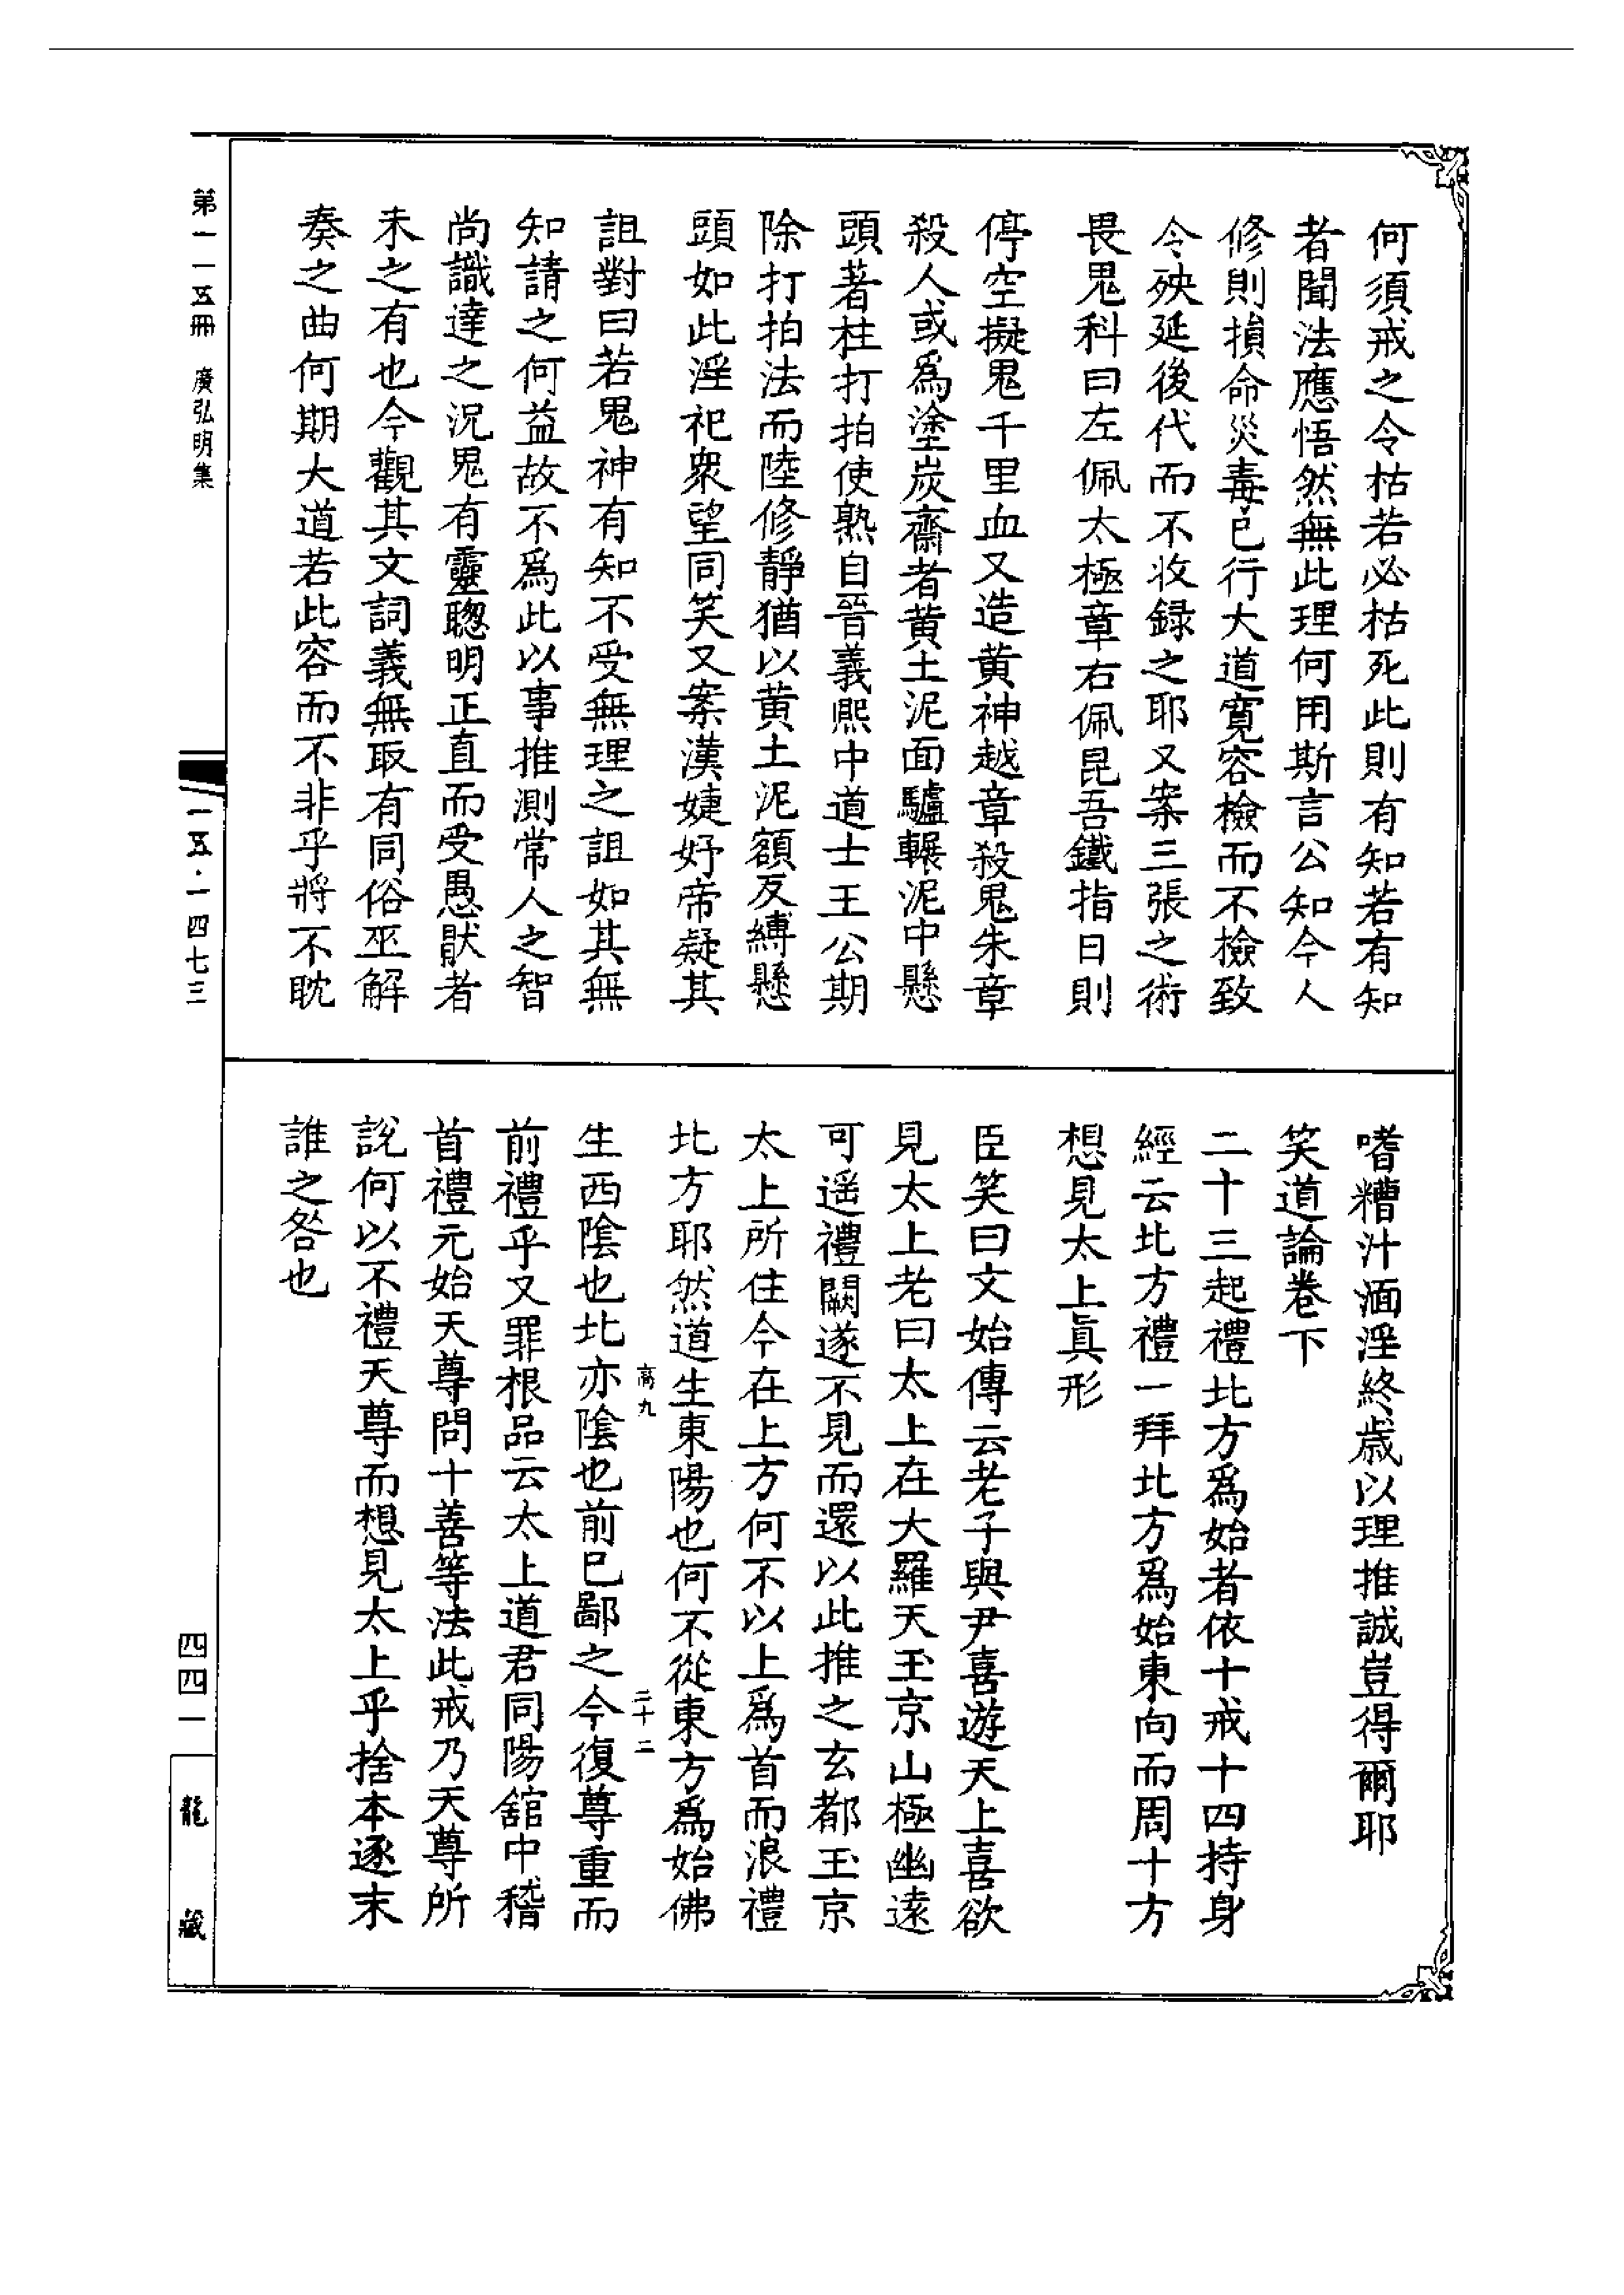 何須戒之令枯若必枯死此則有知若有知
者聞法應悟然無此理何用斯言公知今人
修則損命災毒已行大道寬容檢而不檢致
令殃延後代而不收録之耶又案三張之術
畏鬼科曰左佩太極章右佩昆吾鐵指日則
停空擬鬼千里血又造黄神越章殺鬼朱章
殺人或爲塗炭齋者黄土泥面驢輾泥中懸
頭著柱打拍使熟自晉義熙中道士王公期
除打拍法而陸修靜猶以黄土泥額反縛懸
頭如此淫祀衆望同笑又案漢婕妤帝疑其
詛對曰若鬼神有知不受無理之詛如其無
知請之何益故不爲此以事推測常人之智
尚識達之況鬼有靈聰明正直而受愚猒者
未之有也今觀其文詞義無取有同俗巫解
奏之曲何期大道若此容而不非乎將不耽
嗜糟汁湎淫終歳以理推誠豈得爾耶
笑道論卷下
二十三起禮北方爲始者依十戒十四持身
經云北方禮一拜北方爲始東向而周十方
想見太上眞形
臣笑曰文始傳云老子與尹喜遊天上喜欲
見太上老曰太上在大羅天玉京山極幽遠
可遥禮闕遂不見而還以此推之玄都玉京
太上所住今在上方何不以上爲首而浪禮
北方耶然道生東陽也何不從東方爲始佛
高九
二十二
生西陰也北亦陰也前已鄙之今復尊重而
前禮乎又罪根品云太上道君同陽舘中稽
首禮元始天尊問十善等法此戒乃天尊所
説何以不禮天尊而想見太上乎捨本逐末
誰之咎也
第一一五冊 廣弘明集
一五·一四七三
四四一
龍藏